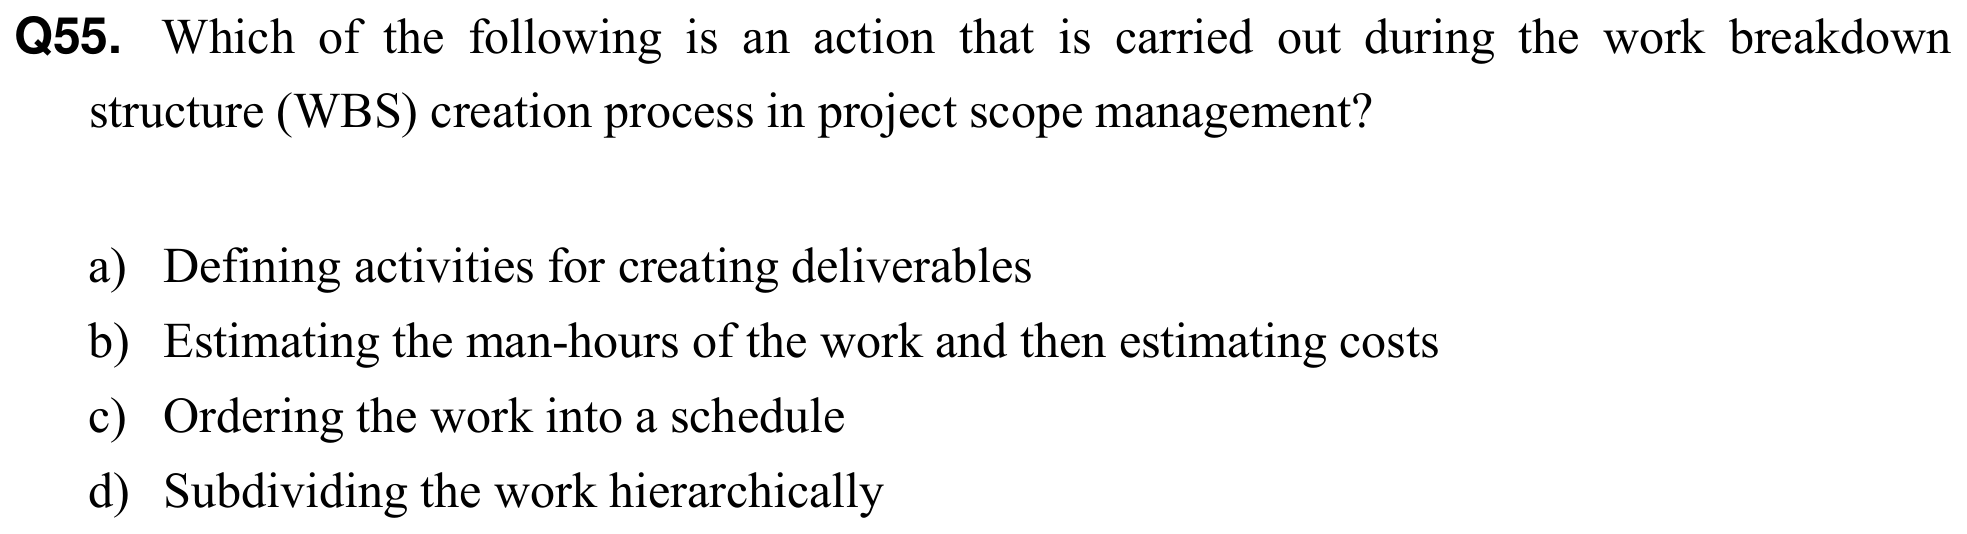 Q55. Which of the following is an action that is carried out during the work breakdown
structure (WBS) creation process in project scope management?
a) Defining activities for creating deliverables
b) Estimating the man-hours of the work and then estimating costs
c) Ordering the work into a schedule
d) Subdividing the work hierarchically